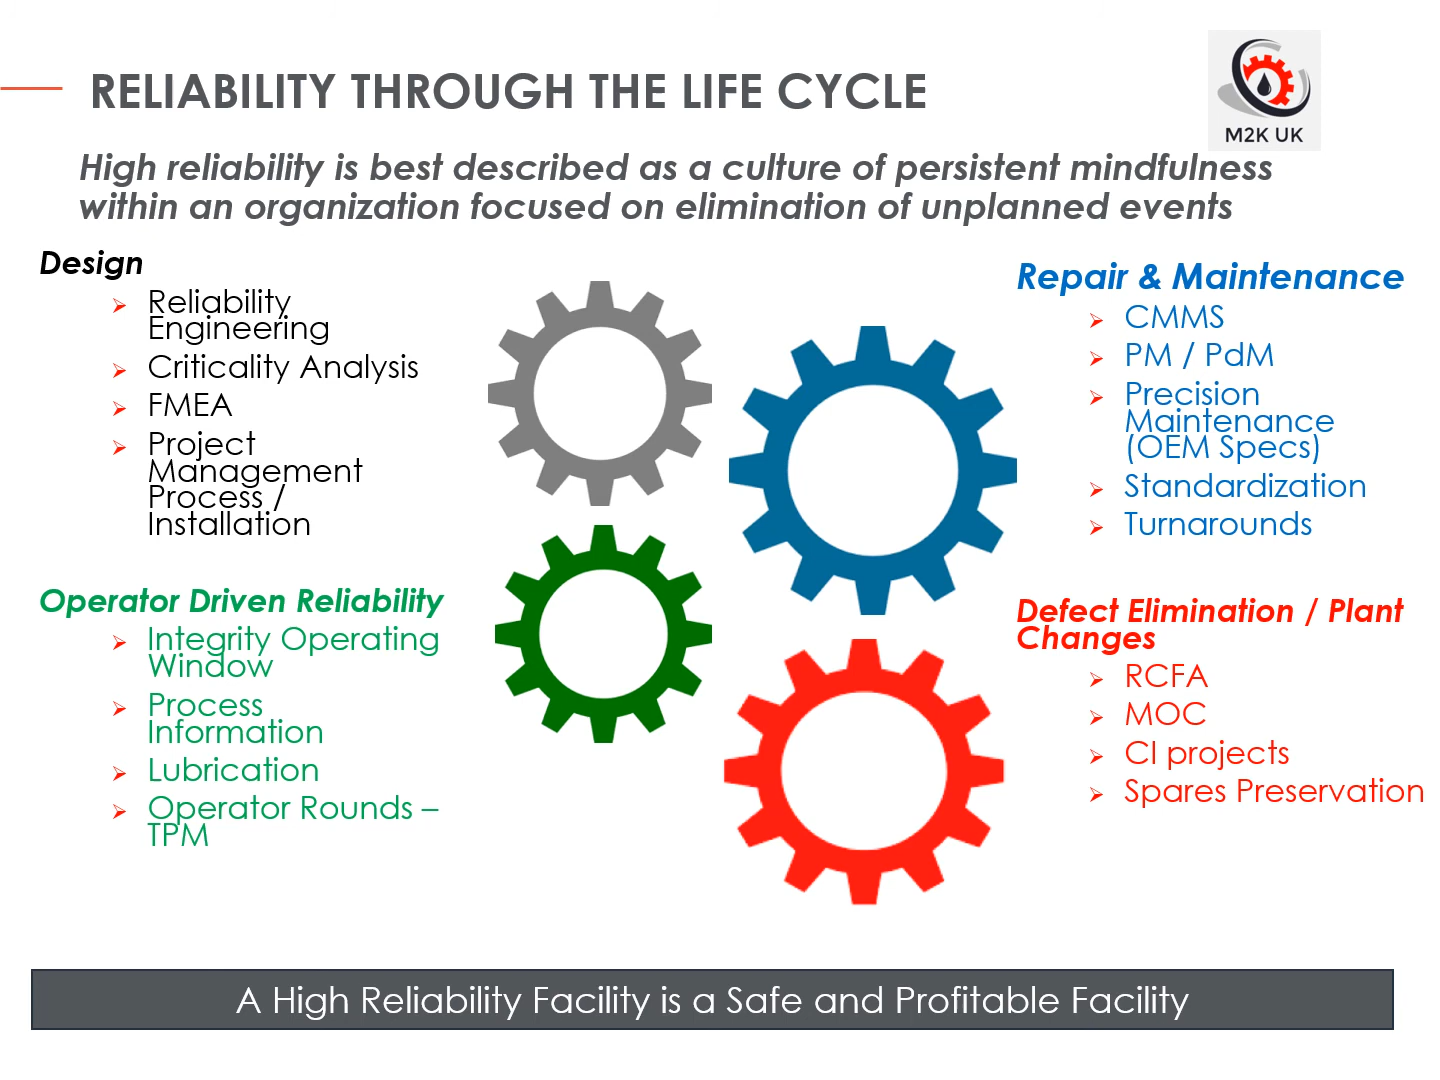 RELIABILITY THROUGH THE LIFE CYCLE
M2K UK
High reliability is best described as a culture of persistent mindfulness
within an organization focused on elimination of unplanned events
Design
Reliability
Engineering
Criticality Analysis
FMEA
Project
Management
Process /
Installation
Operator Driven Reliability
Integrity Operating
Window
Process
Information
Lubrication
Operator Rounds –
TPM
Repair & Maintenance
CMMS
PM / PdM
Precision
Maintenance
(OEM Specs)
Standardization
Turnarounds
Defect Elimination / Plant
Changes
RCFA
MOC
CI projects
Spares Preservation
A High Reliability Facility is a Safe and Profitable Facility